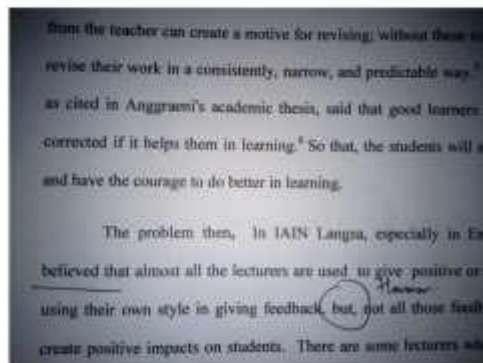 from the teacher can create a motive for revising; without these
revise their work in a consistently, narrow, and predictable way.
as cited in Anggraeni's academic thesis, said that good learners
corrected if it helps them in learning. So that, the students will
and have the courage to do better in learning.
The problem then, In IAIN Langsa, especially in
believed that almost all the lecturers are used to give positive or
using their own style in giving feedback, but, not all those
create positive impacts on students. There are some lecturers